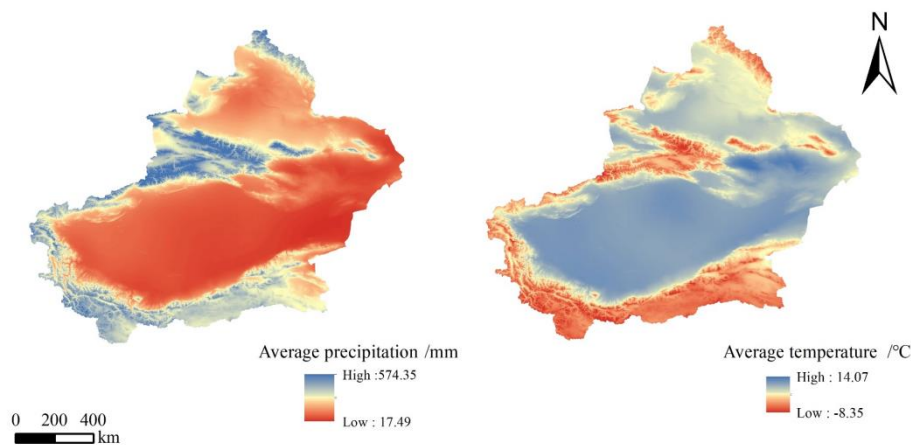 N
Average precipitation /mm
High :574.35
Low : 17.49
Average temperature /°C
High : 14.07
Low : -8.35
0 200 400
km